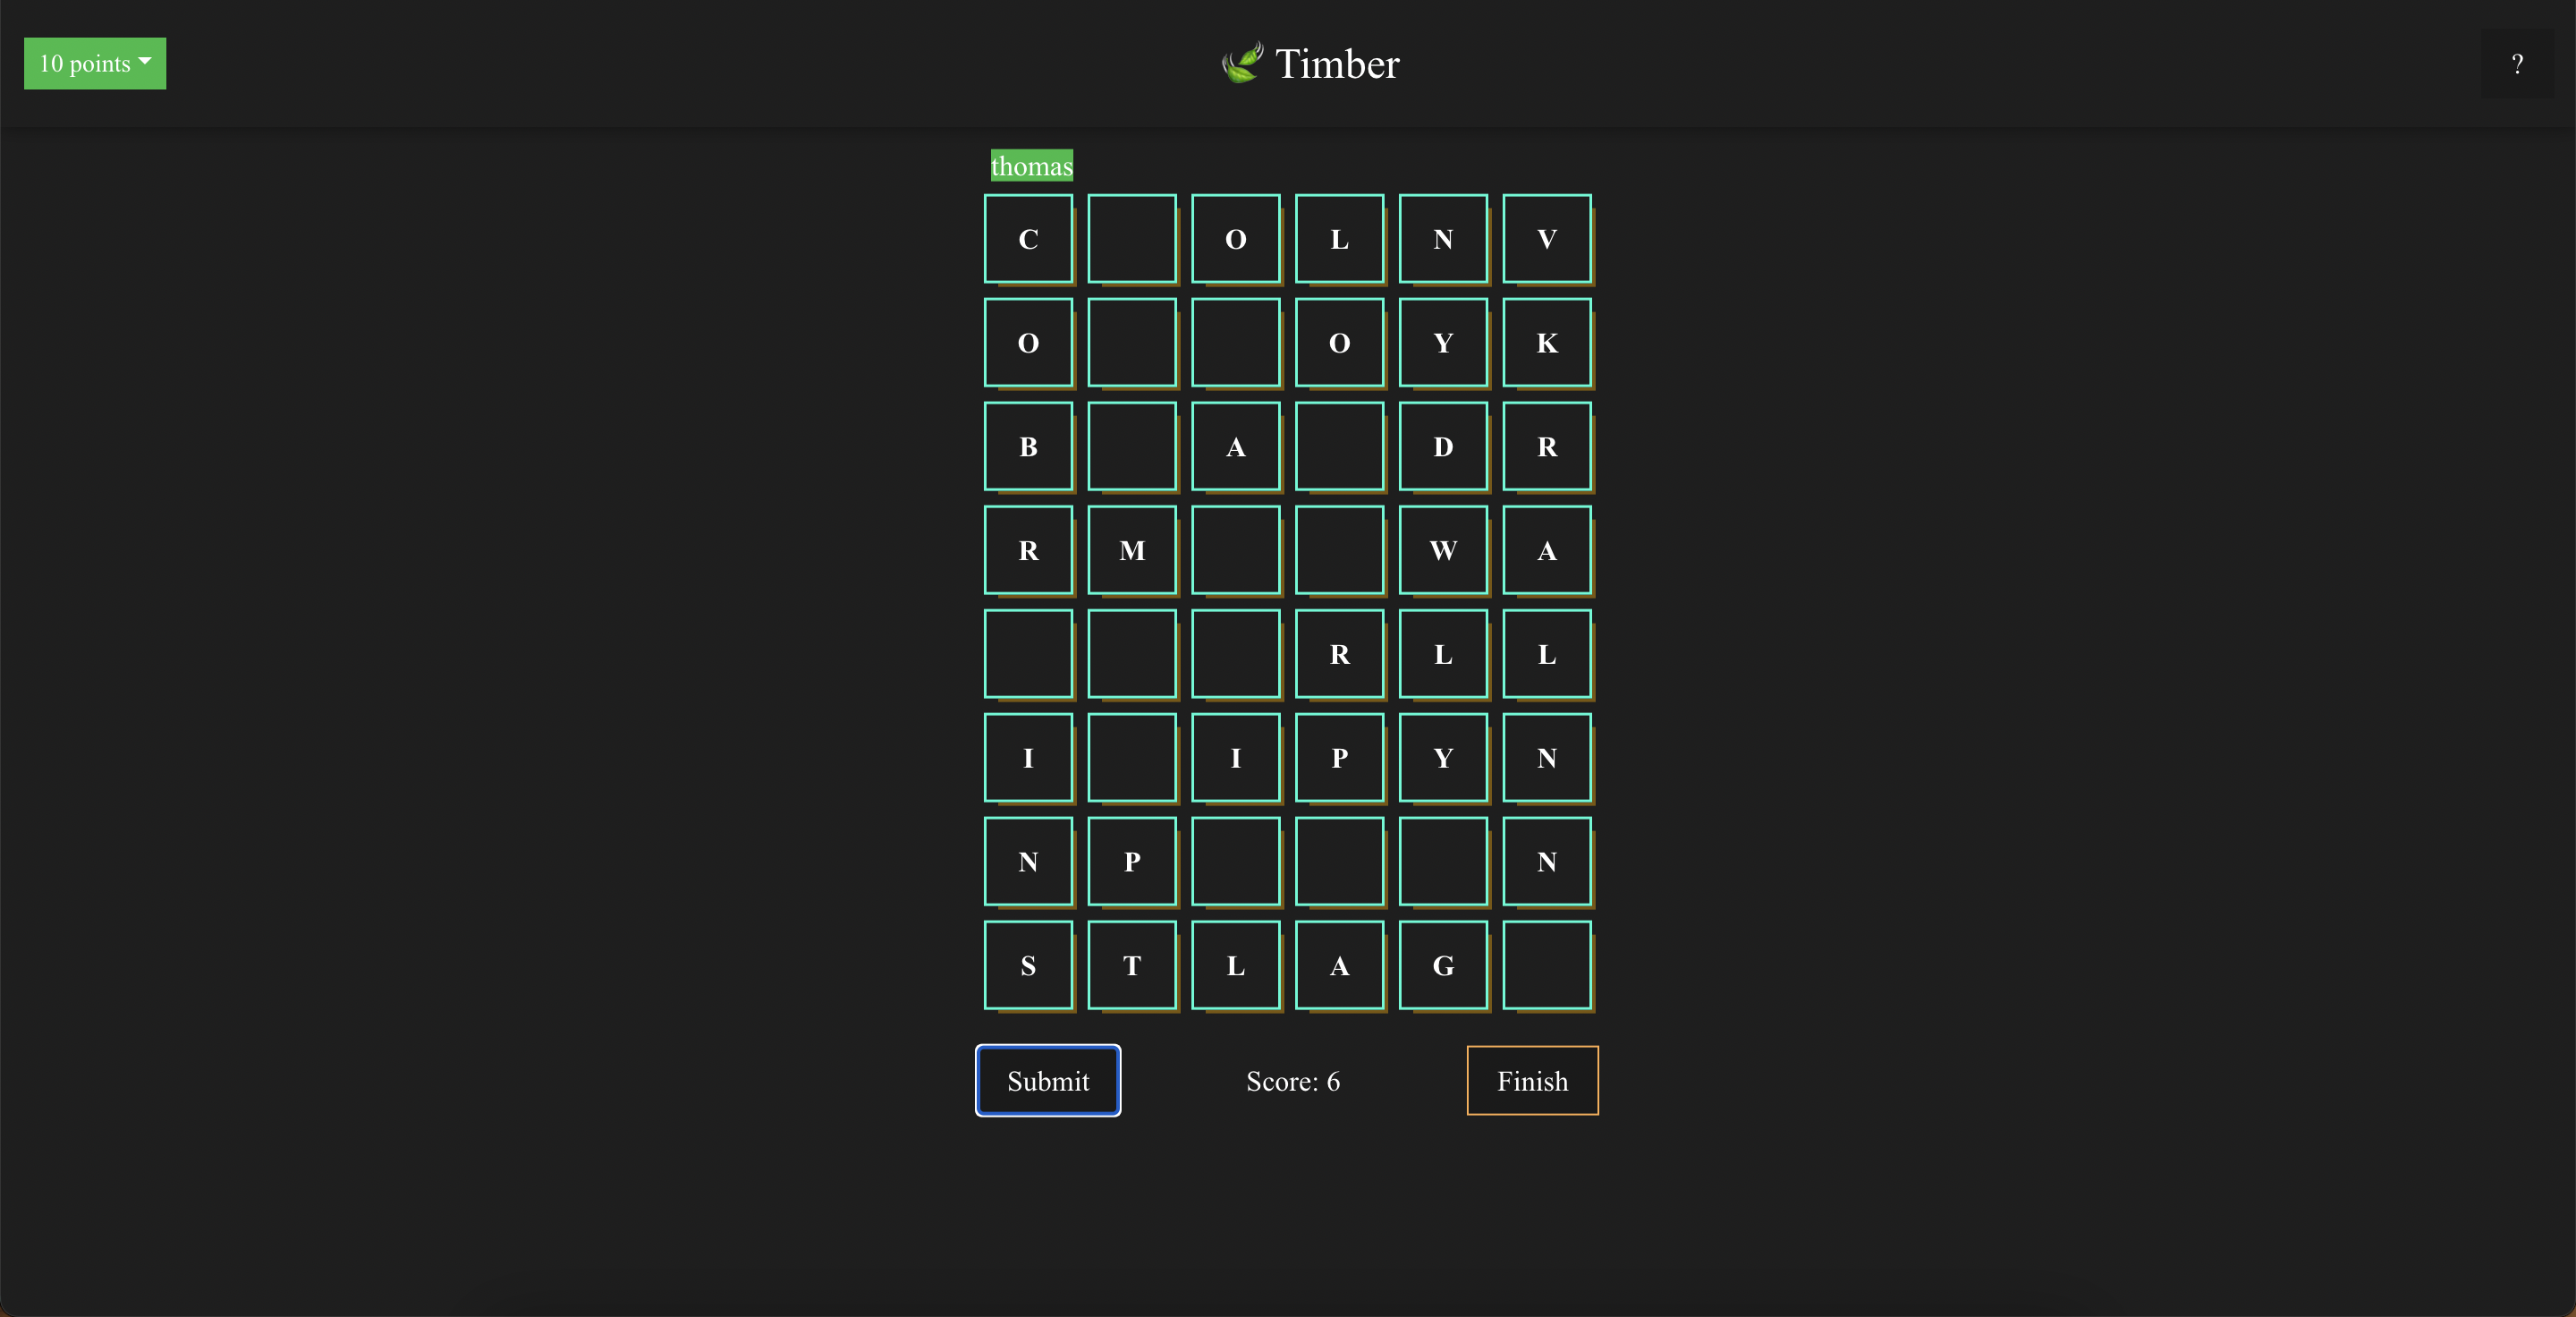 10 points
Timber
?
thomas
C O L N V
O O Y K
B A D R
R M W A
R L L
I I P Y N
N P N
S T L A G
Submit Score: 6 Finish